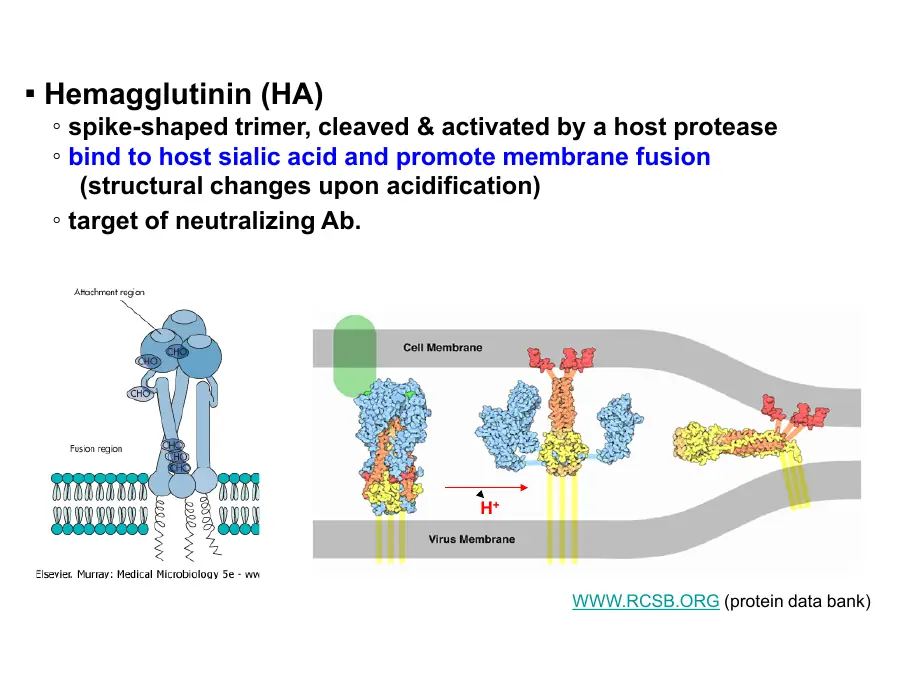 ▪ Hemagglutinin (HA)
◦ spike-shaped trimer, cleaved & activated by a host protease
◦ bind to host sialic acid and promote membrane fusion
(structural changes upon acidification)
◦ target of neutralizing Ab.
Attachment region
CHO
CHO
CHO
Fusion region
CHO
CHO
CHO
Elsevier. Murray: Medical Microbiology 5e - ww
Cell Membrane
H+
Virus Membrane
WWW.RCSB.ORG (protein data bank)